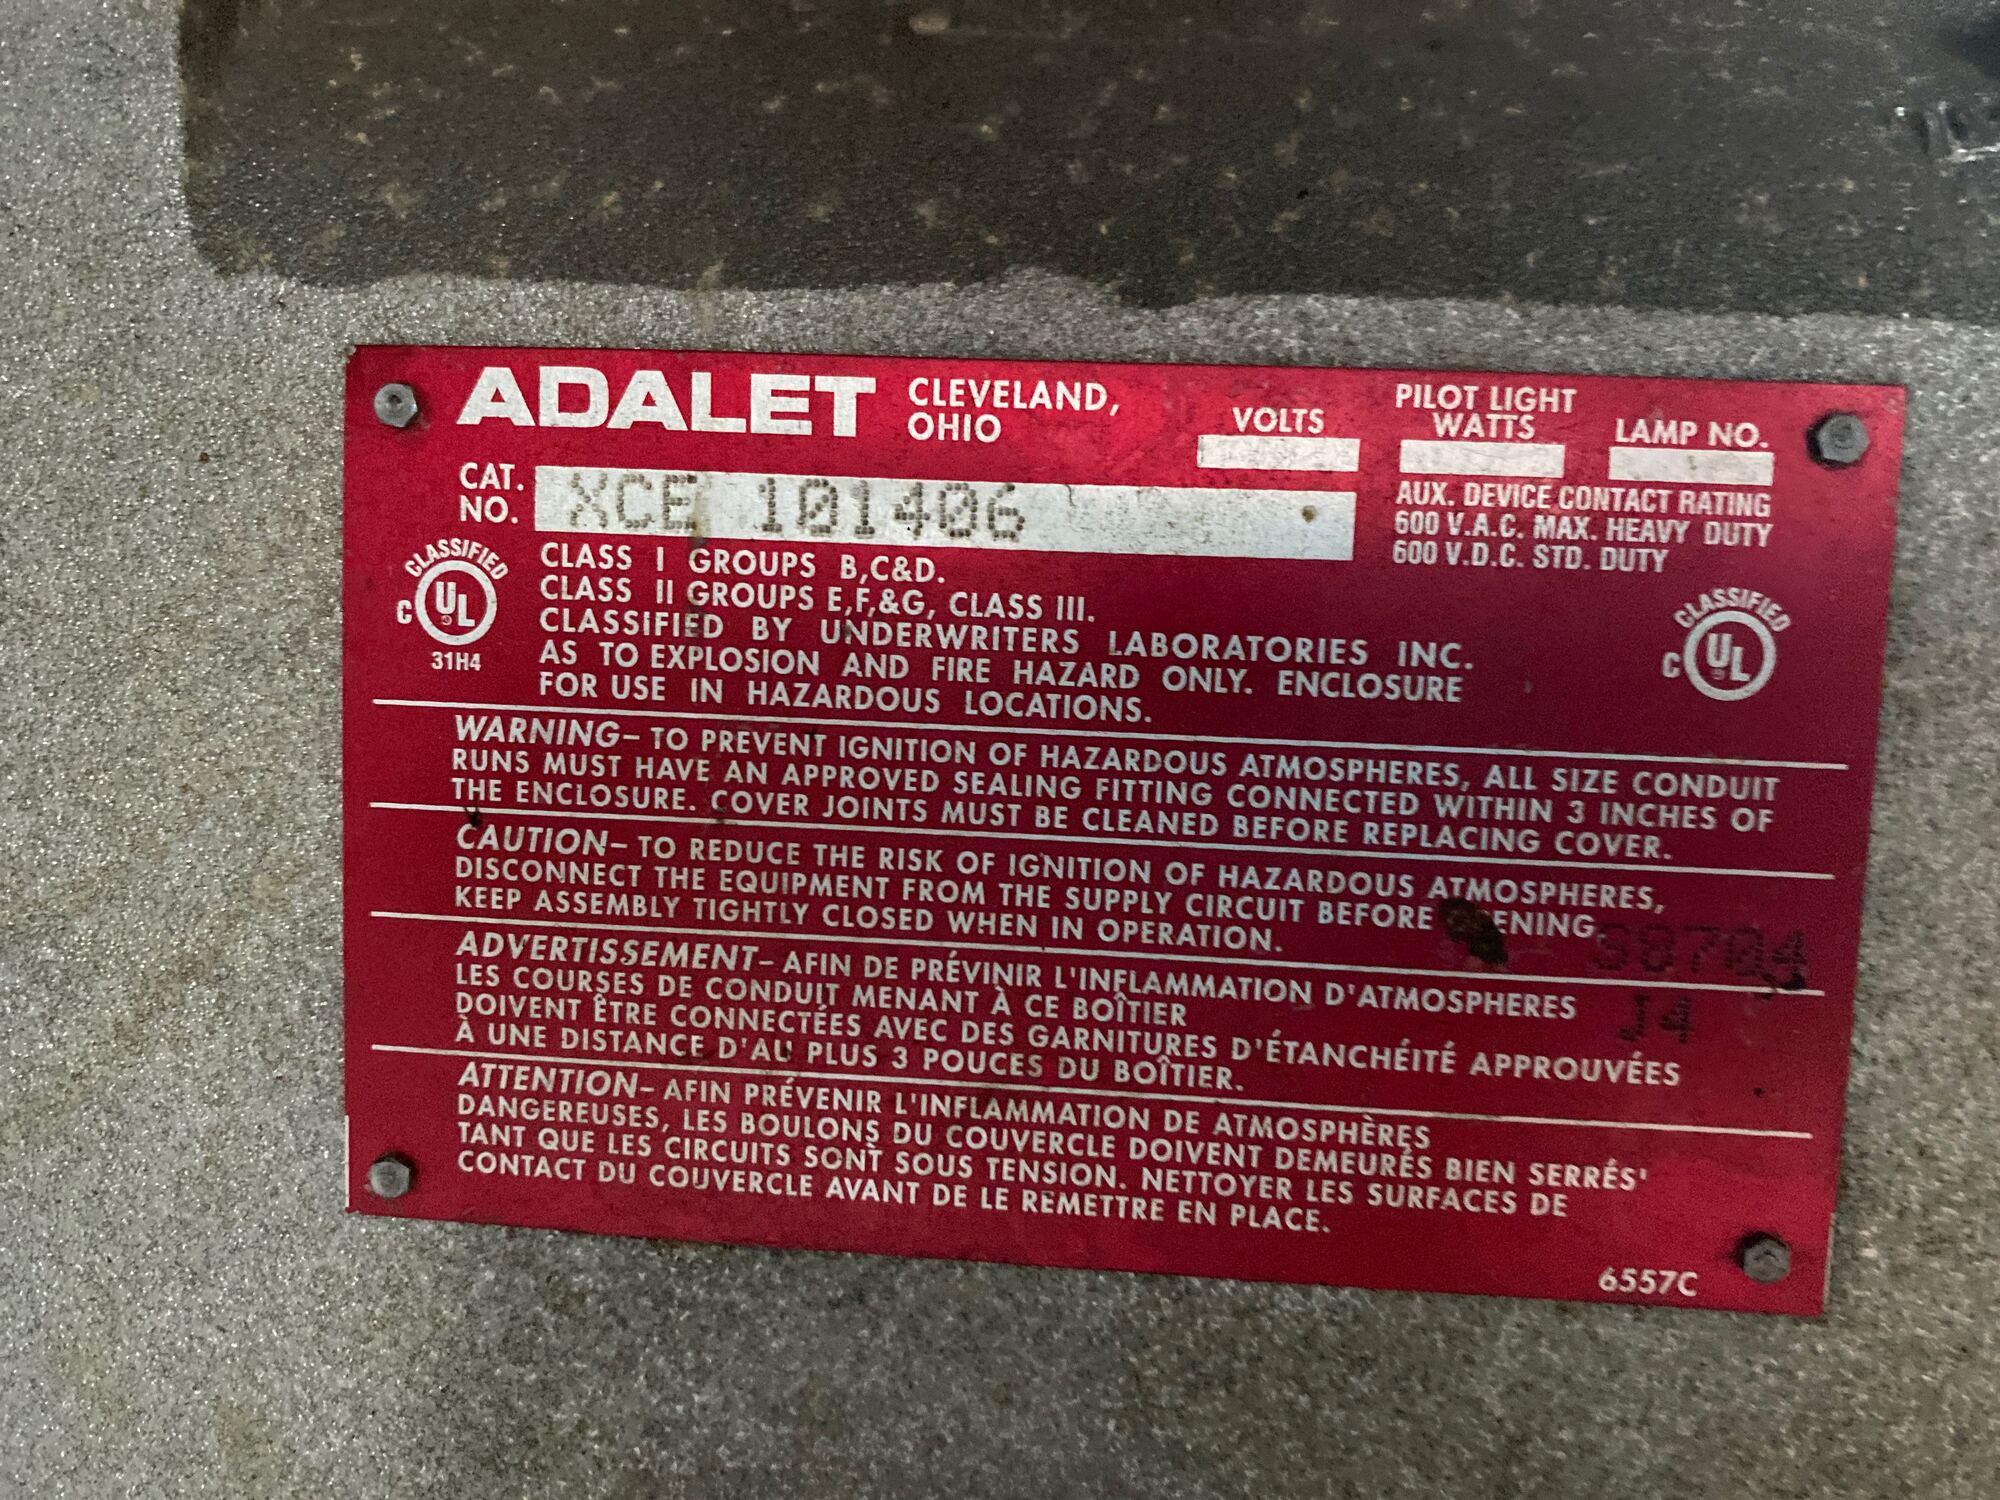 ADALET
CLEVELAND,
OHIO
VOLTS
PILOT LIGHT
WATTS
LAMP NO.
CAT.
NO.
XCE 101406
AUX. DEVICE CONTACT RATING
600 V.A.C. MAX. HEAVY DUTY
600 V.D.C. STD. DUTY
CLASSIFIED
C UL
31H4
CLASS I GROUPS B,C&D.
CLASS II GROUPS E,F,&G, CLASS III.
CLASSIFIED BY UNDERWRITERS LABORATORIES INC.
AS TO EXPLOSION AND FIRE HAZARD ONLY. ENCLOSURE
FOR USE IN HAZARDOUS LOCATIONS.
CLASSIFIED
C UL
WARNING– TO PREVENT IGNITION OF HAZARDOUS ATMOSPHERES, ALL SIZE CONDUIT
RUNS MUST HAVE AN APPROVED SEALING FITTING CONNECTED WITHIN 3 INCHES OF
THE ENCLOSURE. COVER JOINTS MUST BE CLEANED BEFORE REPLACING COVER.
CAUTION– TO REDUCE THE RISK OF IGNITION OF HAZARDOUS ATMOSPHERES,
DISCONNECT THE EQUIPMENT FROM THE SUPPLY CIRCUIT BEFORE ENING.
KEEP ASSEMBLY TIGHTLY CLOSED WHEN IN OPERATION.
ADVERTISSEMENT– AFIN DE PRÉVINIR L'INFLAMMATION D'ATMOSPHERES
LES COURSES DE CONDUIT MENANT À CE BOÎTIER
DOIVENT ÊTRE CONNECTÉES AVEC DES GARNITURES D'ÉTANCHÉITÉ APPROUVÉES
À UNE DISTANCE D'AU PLUS 3 POUCES DU BOÎTIER.
ATTENTION– AFIN PRÉVENIR L'INFLAMMATION DE ATMOSPHÈRES
DANGEREUSES, LES BOULONS DU COUVERCLE DOIVENT DEMEURÉS BIEN SERRÉS'
TANT QUE LES CIRCUITS SONT SOUS TENSION. NETTOYER LES SURFACES DE
CONTACT DU COUVERCLE AVANT DE LE REMETTRE EN PLACE.
6557C